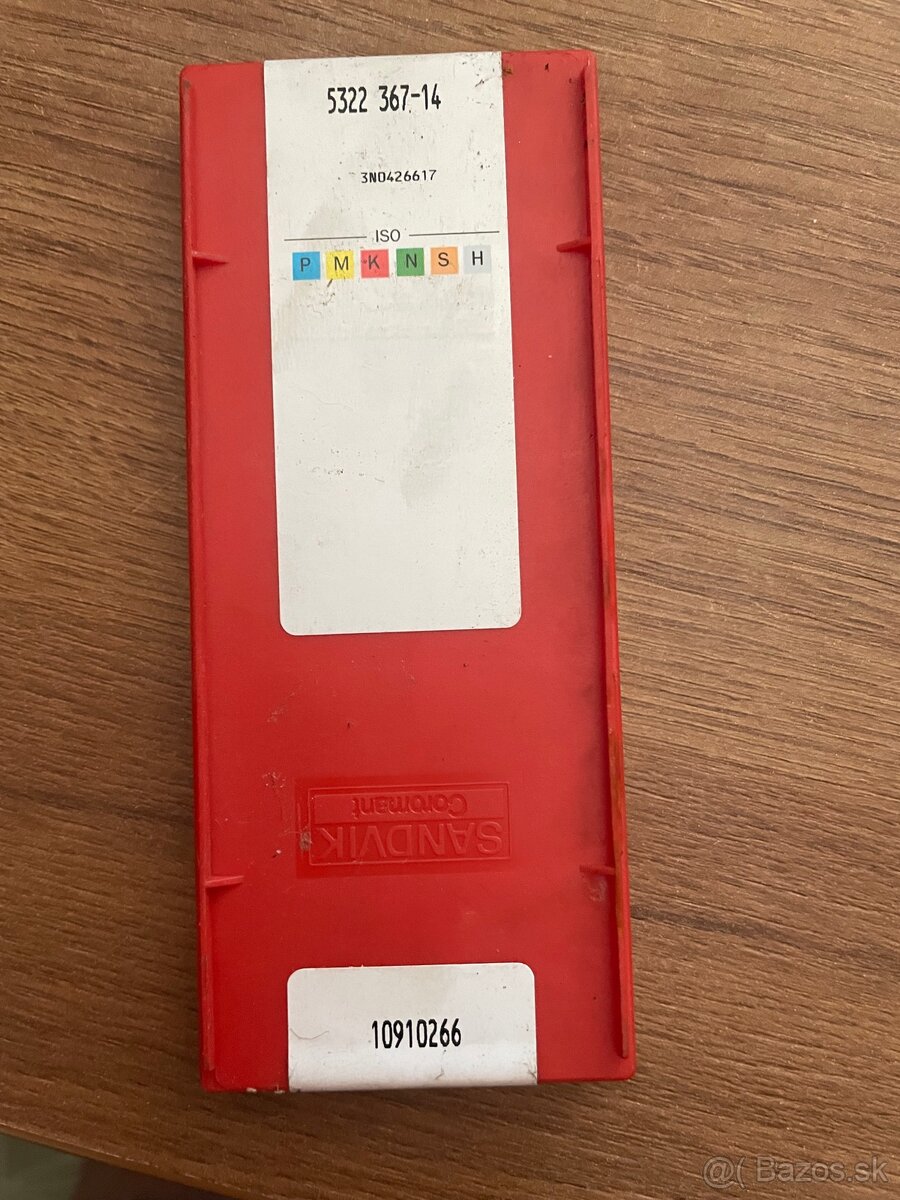 5322 367-14
3N0426617
ISO
P M K N S H
SANDVIK
Coromant
10910266
@( Bazos.sk